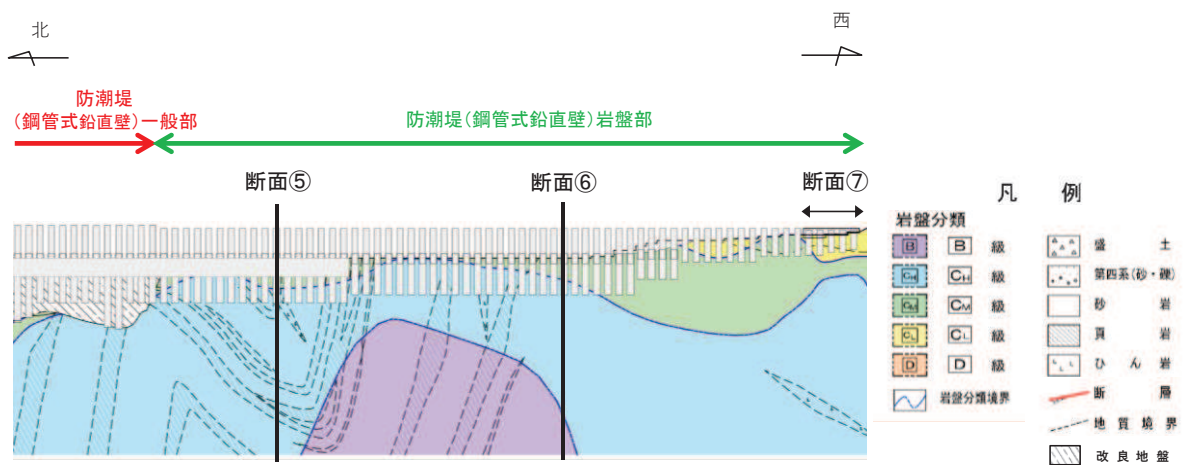 北
西
防潮堤
(鋼管式鉛直壁)一般部
防潮堤(鋼管式鉛直壁)岩盤部
断面⑤
断面⑥
断面⑦
凡 例
岩盤分類
B B 級
CH CH 級
CM CM 級
CL CL 級
D D 級
岩盤分類境界
盛 土
第四系(砂・礫)
砂 岩
頁 岩
ひ ん 岩
断 層
地 質 境 界
改 良 地 盤